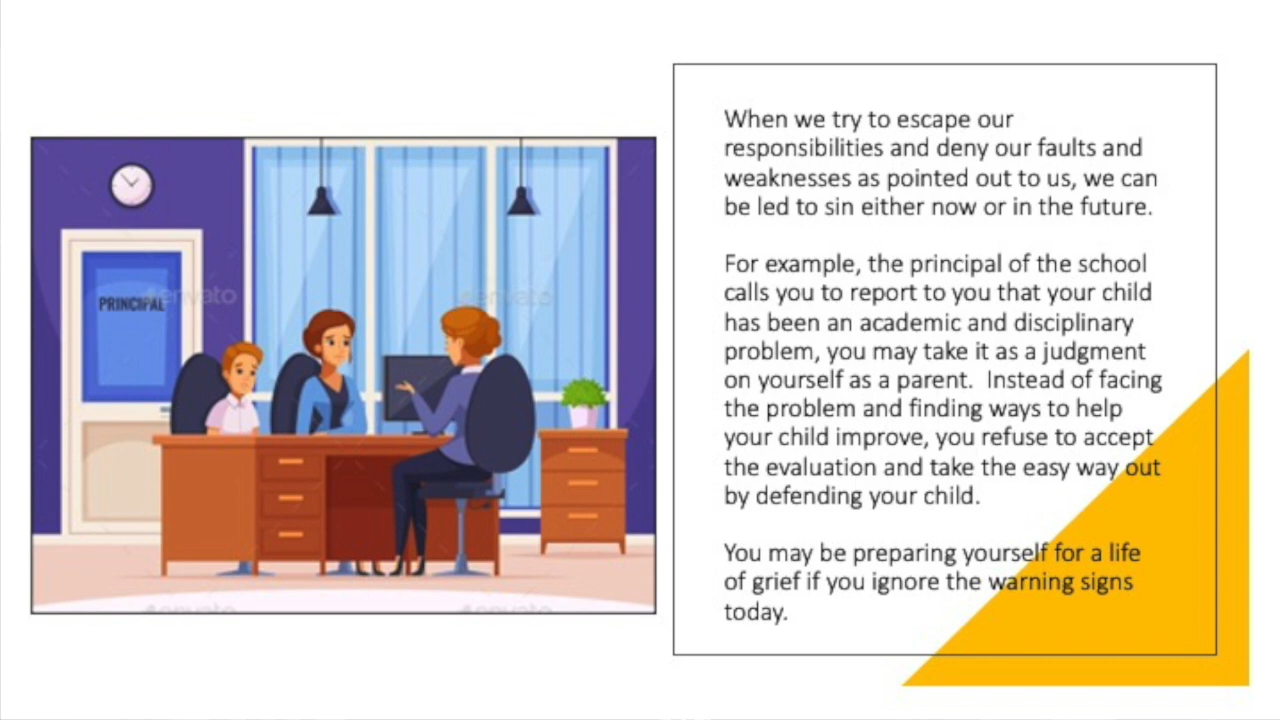 PRINCIPAL
envato
envato
envato
envato
When we try to escape our
responsibilities and deny our faults and
weaknesses as pointed out to us, we can
be led to sin either now or in the future.
For example, the principal of the school
calls you to report to you that your child
has been an academic and disciplinary
problem, you may take it as a judgment
on yourself as a parent.  Instead of facing
the problem and finding ways to help
your child improve, you refuse to accept
the evaluation and take the easy way out
by defending your child.
You may be preparing yourself for a life
of grief if you ignore the warning signs
today.